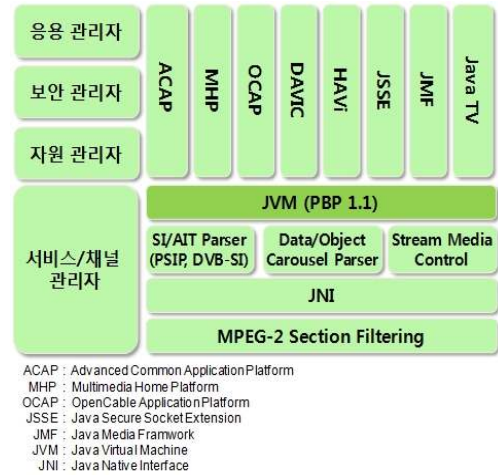 응용 관리자
보안 관리자
자원 관리자
서비스/채널
관리자
ACAP
MHP
OCAP
DAVIC
HAVi
JSSE
JMF
Java TV
JVM (PBP 1.1)
SI/AIT Parser
(PSIP, DVB-SI)
Data/Object
Carousel Parser
Stream Media
Control
JNI
MPEG-2 Section Filtering
ACAP : Advanced Common Application Platform
MHP : Multimedia Home Platform
OCAP : OpenCable Application Platform
JSSE : Java Secure Socket Extension
JMF : Java Media Framwork
JVM : Java Virtual Machine
JNI : Java Native Interface